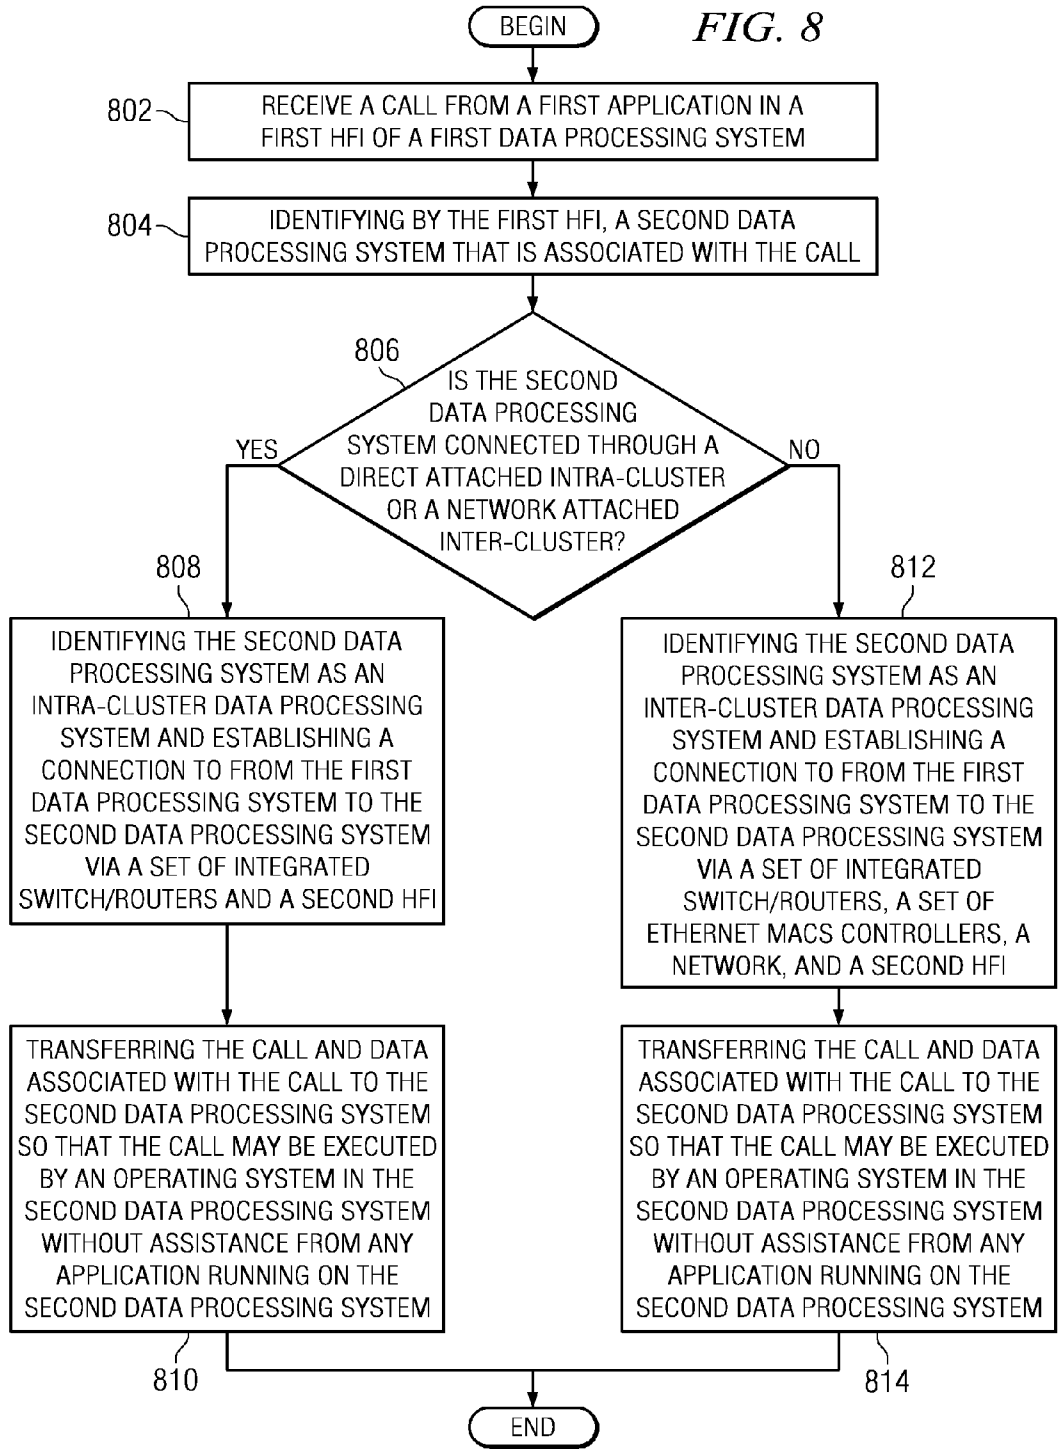 BEGIN
FIG. 8
802
RECEIVE A CALL FROM A FIRST APPLICATION IN A
FIRST HFI OF A FIRST DATA PROCESSING SYSTEM
804
IDENTIFYING BY THE FIRST HFI, A SECOND DATA
PROCESSING SYSTEM THAT IS ASSOCIATED WITH THE CALL
806
IS THE SECOND
DATA PROCESSING
SYSTEM CONNECTED THROUGH A
DIRECT ATTACHED INTRA-CLUSTER
OR A NETWORK ATTACHED
INTER-CLUSTER?
YES
NO
808
IDENTIFYING THE SECOND DATA
PROCESSING SYSTEM AS AN
INTRA-CLUSTER DATA PROCESSING
SYSTEM AND ESTABLISHING A
CONNECTION TO FROM THE FIRST
DATA PROCESSING SYSTEM TO THE
SECOND DATA PROCESSING SYSTEM
VIA A SET OF INTEGRATED
SWITCH/ROUTERS AND A SECOND HFI
812
IDENTIFYING THE SECOND DATA
PROCESSING SYSTEM AS AN
INTER-CLUSTER DATA PROCESSING
SYSTEM AND ESTABLISHING A
CONNECTION TO FROM THE FIRST
DATA PROCESSING SYSTEM TO THE
SECOND DATA PROCESSING SYSTEM
VIA A SET OF INTEGRATED
SWITCH/ROUTERS, A SET OF
ETHERNET MACS CONTROLLERS, A
NETWORK, AND A SECOND HFI
TRANSFERRING THE CALL AND DATA
ASSOCIATED WITH THE CALL TO THE
SECOND DATA PROCESSING SYSTEM
SO THAT THE CALL MAY BE EXECUTED
BY AN OPERATING SYSTEM IN THE
SECOND DATA PROCESSING SYSTEM
WITHOUT ASSISTANCE FROM ANY
APPLICATION RUNNING ON THE
SECOND DATA PROCESSING SYSTEM
810
TRANSFERRING THE CALL AND DATA
ASSOCIATED WITH THE CALL TO THE
SECOND DATA PROCESSING SYSTEM
SO THAT THE CALL MAY BE EXECUTED
BY AN OPERATING SYSTEM IN THE
SECOND DATA PROCESSING SYSTEM
WITHOUT ASSISTANCE FROM ANY
APPLICATION RUNNING ON THE
SECOND DATA PROCESSING SYSTEM
814
END